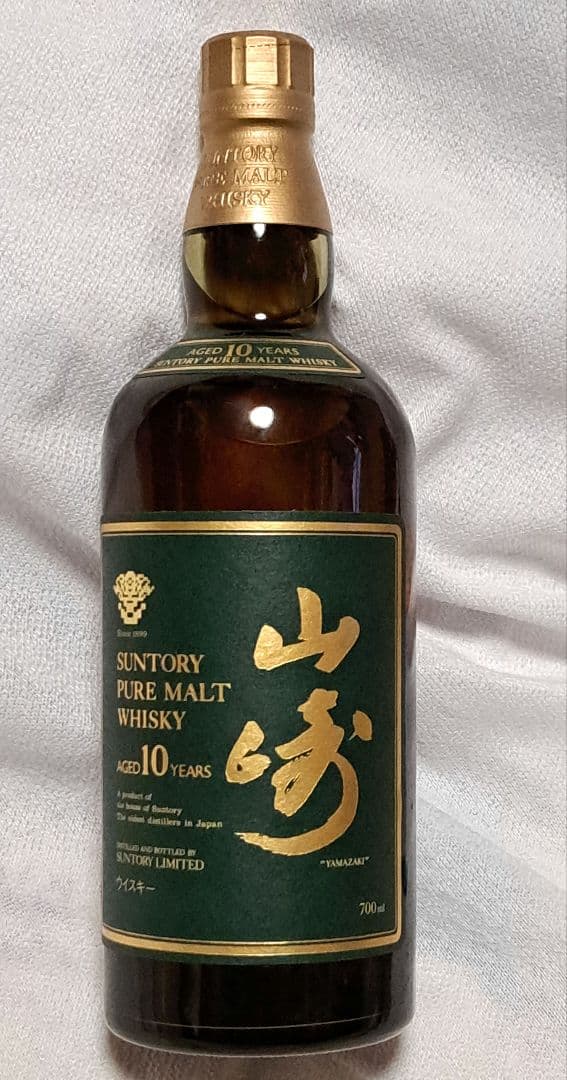 SUNTORY
PURE MALT
WHISKY
AGED 10 YEARS
SUNTORY PURE MALT WHISKY
Since 1899
SUNTORY
PURE MALT
WHISKY
AGED 10 YEARS
A product of
the house of Suntory
The oldest distillers in Japan
DISTILLED AND BOTTLED BY
SUNTORY LIMITED
ウイスキー
山崎
"YAMAZAKI"
700ml